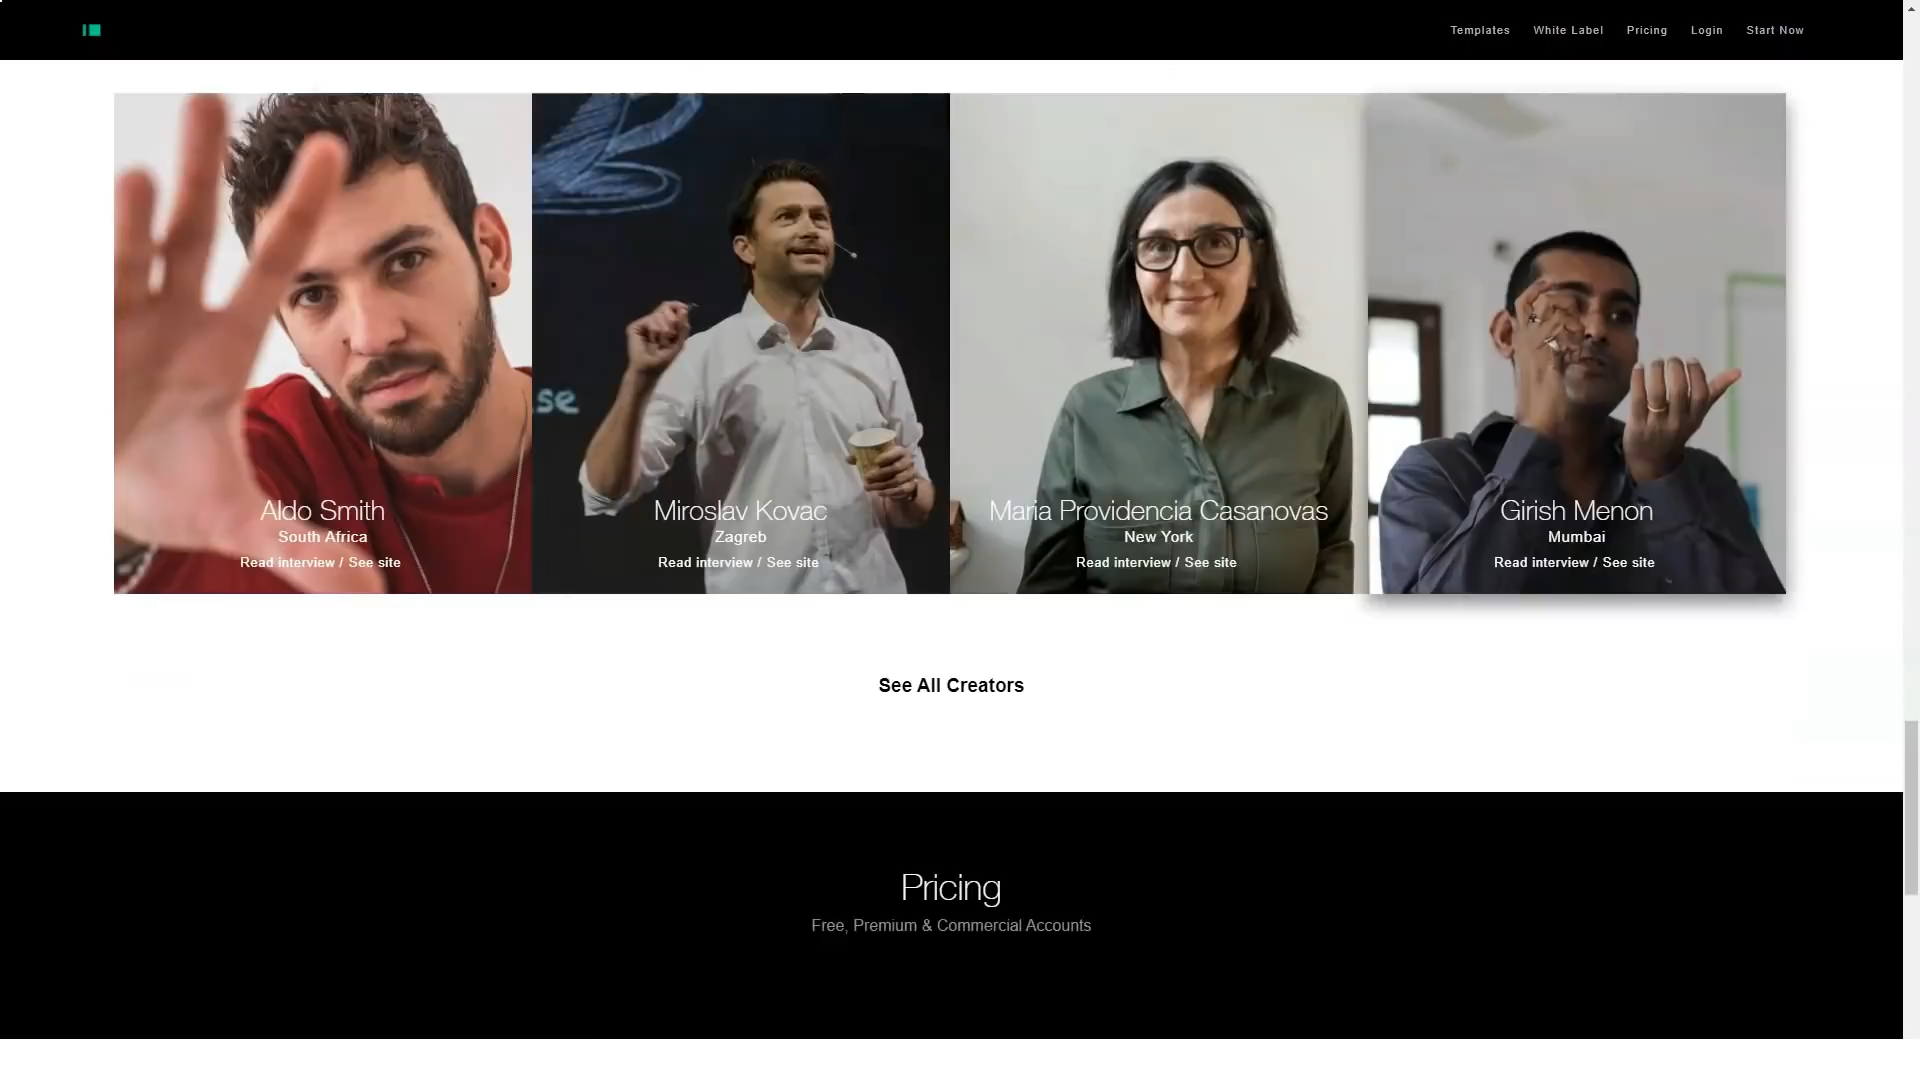 Templates White Label Pricing Login Start Now
se
Aldo Smith
South Africa
Read interview / See site
Miroslav Kovac
Zagreb
Read interview / See site
Maria Providencia Casanovas
New York
Read interview / See site
Girish Menon
Mumbai
Read interview / See site
See All Creators
Pricing
Free, Premium & Commercial Accounts